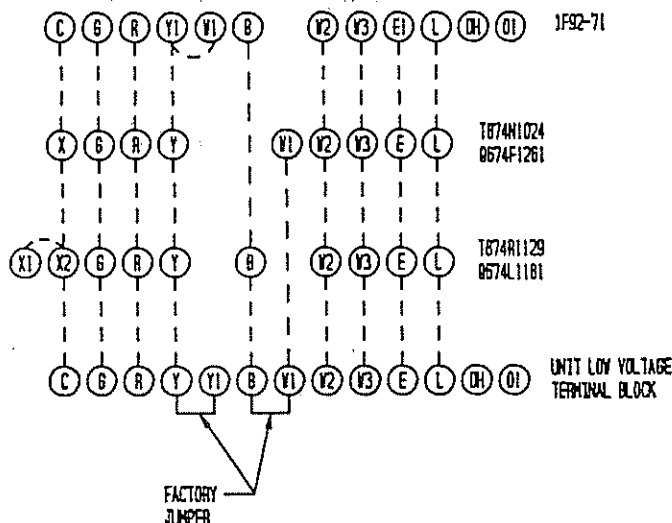 C G R Y1 W1 B W2 W3 E1 L OH O1 1F92-71
X G R Y W1 W2 W3 E L T874N1024
Q674F1261
X1 X2 G R Y B W2 W3 E L T874R1129
Q674L1181
C G R Y Y1 B W1 W2 W3 E L OH O1 UNIT LOW VOLTAGE
TERMINAL BLOCK
FACTORY
JUMPER